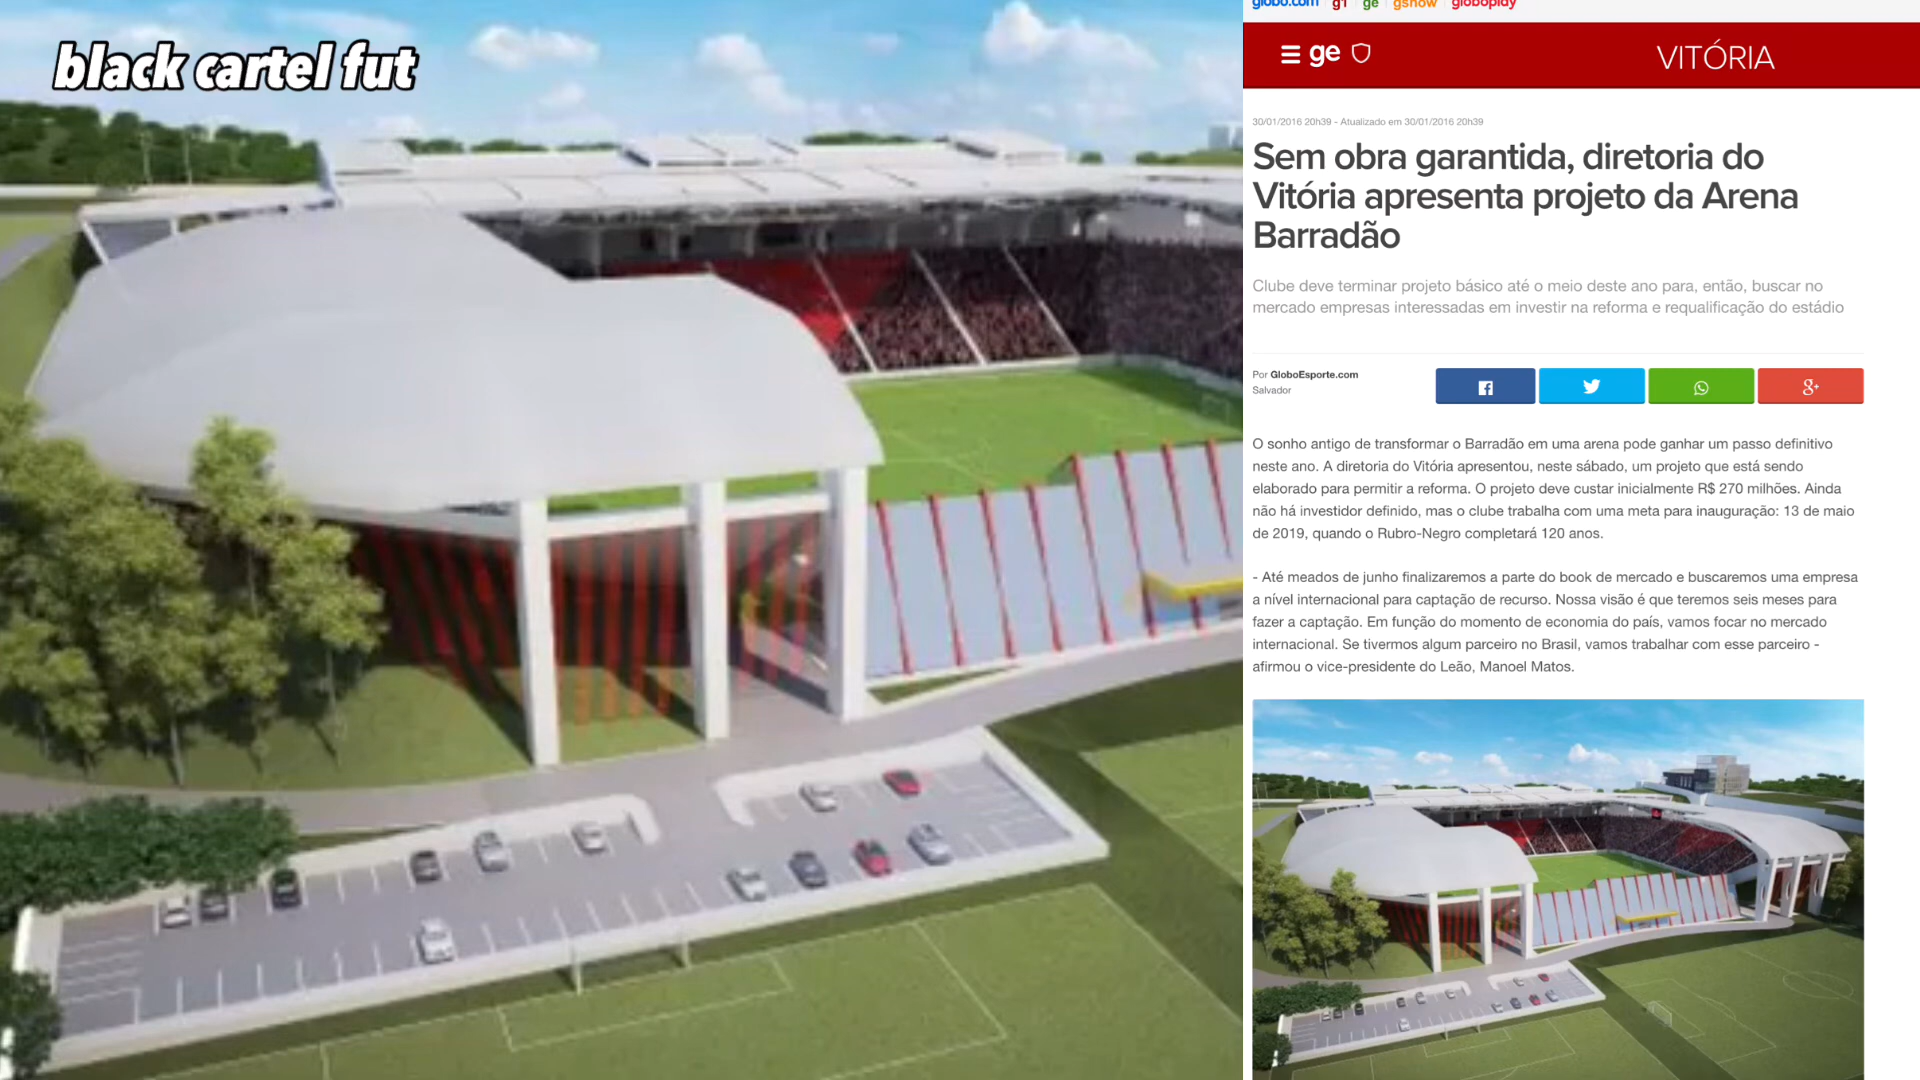 black cartel fut
globo.com g1 ge gshow globoplay
ge
VITÓRIA
30/01/2016 20h39 - Atualizado em 30/01/2016 20h39
Sem obra garantida, diretoria do
Vitória apresenta projeto da Arena
Barradão
Clube deve terminar projeto básico até o meio deste ano para, então, buscar no
mercado empresas interessadas em investir na reforma e requalificação do estádio
Por GloboEsporte.com
Salvador
O sonho antigo de transformar o Barradão em uma arena pode ganhar um passo definitivo
neste ano. A diretoria do Vitória apresentou, neste sábado, um projeto que está sendo
elaborado para permitir a reforma. O projeto deve custar inicialmente R$ 270 milhões. Ainda
não há investidor definido, mas o clube trabalha com uma meta para inauguração: 13 de maio
de 2019, quando o Rubro-Negro completará 120 anos.
- Até meados de junho finalizaremos a parte do book de mercado e buscaremos uma empresa
a nível internacional para captação de recurso. Nossa visão é que teremos seis meses para
fazer a captação. Em função do momento de economia do país, vamos focar no mercado
internacional. Se tivermos algum parceiro no Brasil, vamos trabalhar com esse parceiro -
afirmou o vice-presidente do Leão, Manoel Matos.